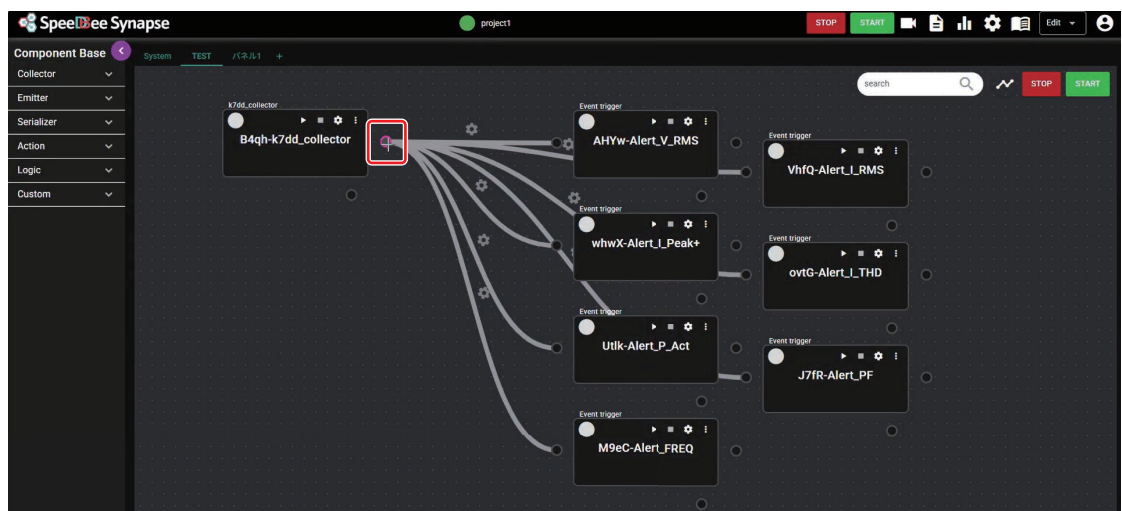 SpeeDBee Synapse
project1
STOP
START
Edit
Component Base
System
TEST
パネル1
+
Collector
Emitter
Serializer
Action
Logic
Custom
search
STOP
START
k7dd_collector
B4qh-k7dd_collector
Event trigger
AHYw-Alert_V_RMS
Event trigger
VhfQ-Alert_I_RMS
Event trigger
whwX-Alert_I_Peak+
Event trigger
ovtG-Alert_I_THD
Event trigger
Utlk-Alert_P_Act
Event trigger
J7fR-Alert_PF
Event trigger
M9eC-Alert_FREQ